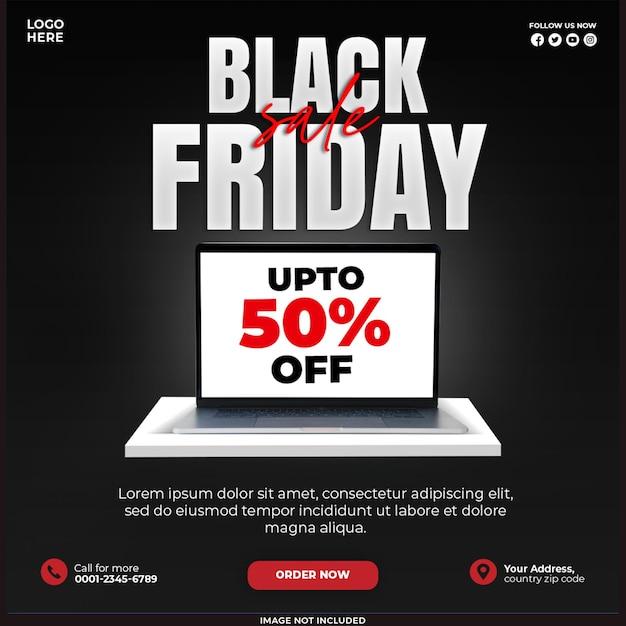 LOGO
HERE
FOLLOW US NOW
BLACK
sale
FRIDAY
UPTO
50%
OFF
Lorem ipsum dolor sit amet, consectetur adipiscing elit,
sed do eiusmod tempor incididunt ut labore et dolore
magna aliqua.
Call for more
0001-2345-6789
ORDER NOW
Your Address,
country zip code
IMAGE NOT INCLUDED